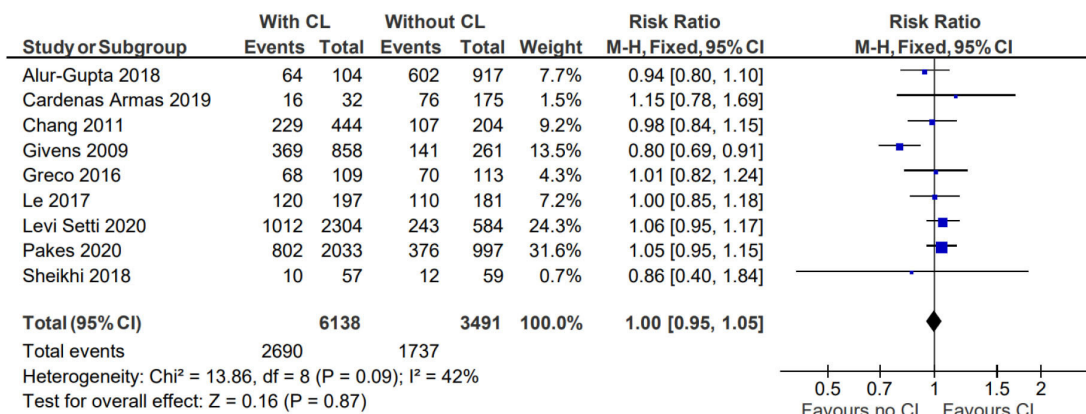 With CL Without CL Risk Ratio Risk Ratio
Study or Subgroup Events Total Events Total Weight M-H, Fixed, 95% CI M-H, Fixed, 95% CI
Alur-Gupta 2018 64 104 602 917 7.7% 0.94 [0.80, 1.10]
Cardenas Armas 2019 16 32 76 175 1.5% 1.15 [0.78, 1.69]
Chang 2011 229 444 107 204 9.2% 0.98 [0.84, 1.15]
Givens 2009 369 858 141 261 13.5% 0.80 [0.69, 0.91]
Greco 2016 68 109 70 113 4.3% 1.01 [0.82, 1.24]
Le 2017 120 197 110 181 7.2% 1.00 [0.85, 1.18]
Levi Setti 2020 1012 2304 243 584 24.3% 1.06 [0.95, 1.17]
Pakes 2020 802 2033 376 997 31.6% 1.05 [0.95, 1.15]
Sheikhi 2018 10 57 12 59 0.7% 0.86 [0.40, 1.84]
Total (95% CI) 6138 3491 100.0% 1.00 [0.95, 1.05]
Total events 2690 1737
Heterogeneity: Chi² = 13.86, df = 8 (P = 0.09); I² = 42%
Test for overall effect: Z = 0.16 (P = 0.87)
0.5 0.7 1 1.5 2
Favours no CL Favours CL